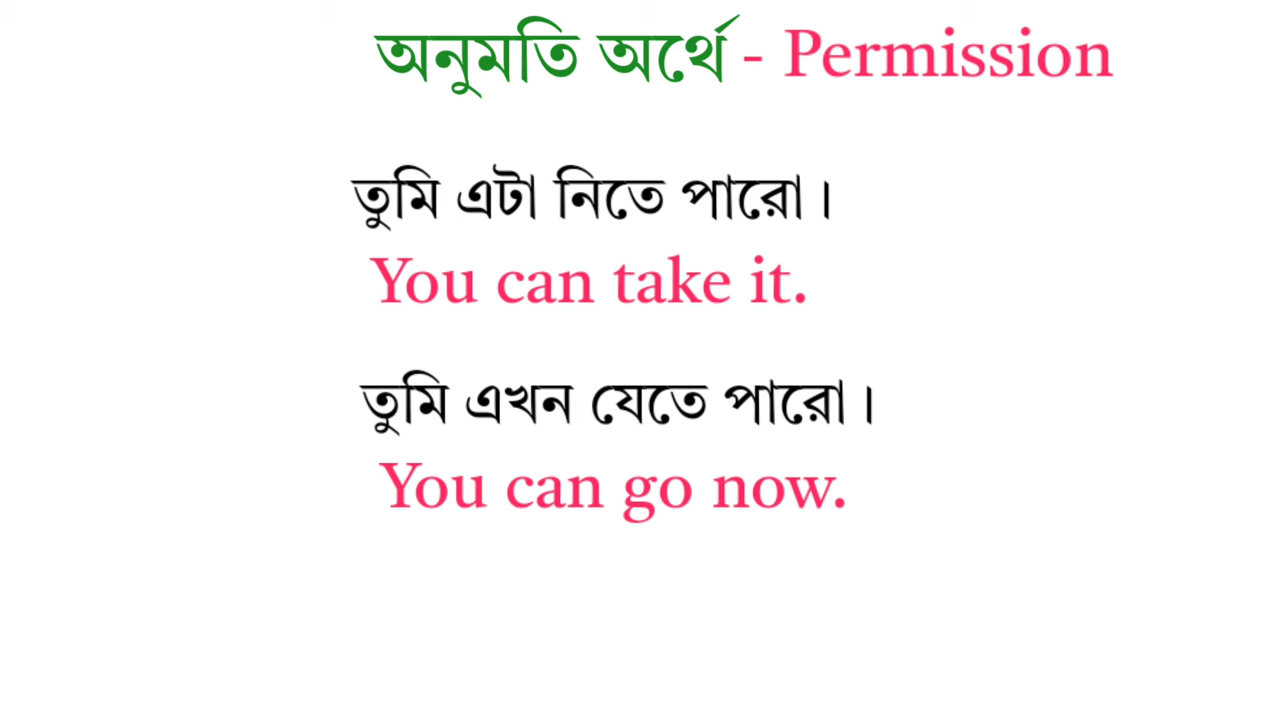 অনুমতি অর্থে - Permission
তুমি এটা নিতে পারো।
You can take it.
তুমি এখন যেতে পারো।
You can go now.